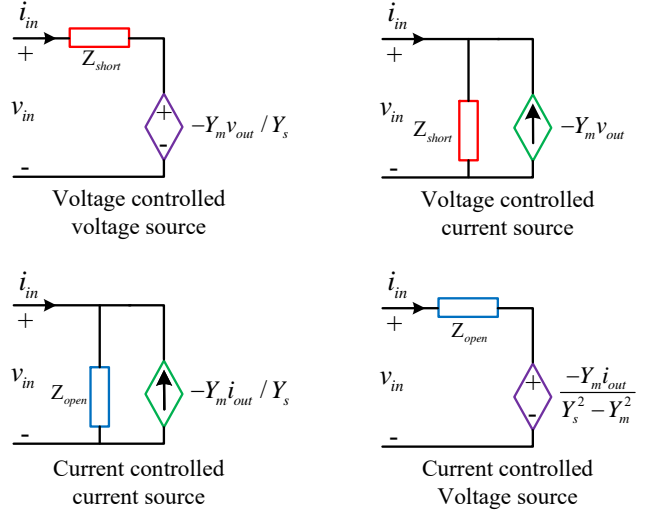 i_in
+
Z_short
v_in
+
-
−Y_m v_out / Y_s
-
Voltage controlled
voltage source
i_in
+
v_in
Z_short
−Y_m v_out
-
Voltage controlled
current source
i_in
+
v_in
Z_open
−Y_m i_out / Y_s
-
Current controlled
current source
i_in
+
Z_open
v_in
+
-
−Y_m i_out
Y_s^2 − Y_m^2
-
Current controlled
Voltage source